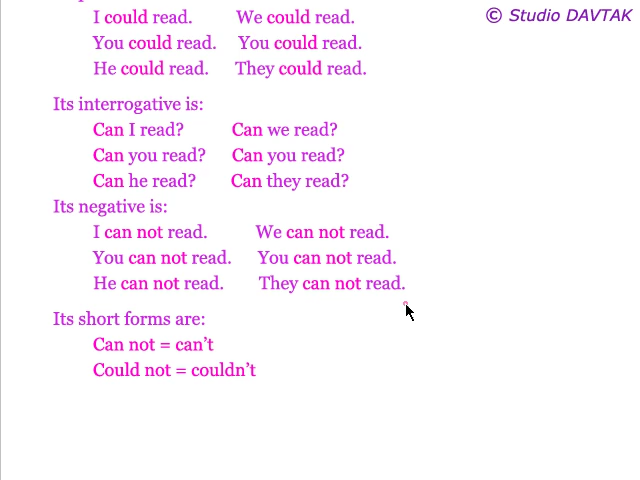 © Studio DAVTAK
I could read. We could read.
You could read. You could read.
He could read. They could read.
Its interrogative is:
Can I read? Can we read?
Can you read? Can you read?
Can he read? Can they read?
Its negative is:
I can not read. We can not read.
You can not read. You can not read.
He can not read. They can not read.
Its short forms are:
Can not = can’t
Could not = couldn’t